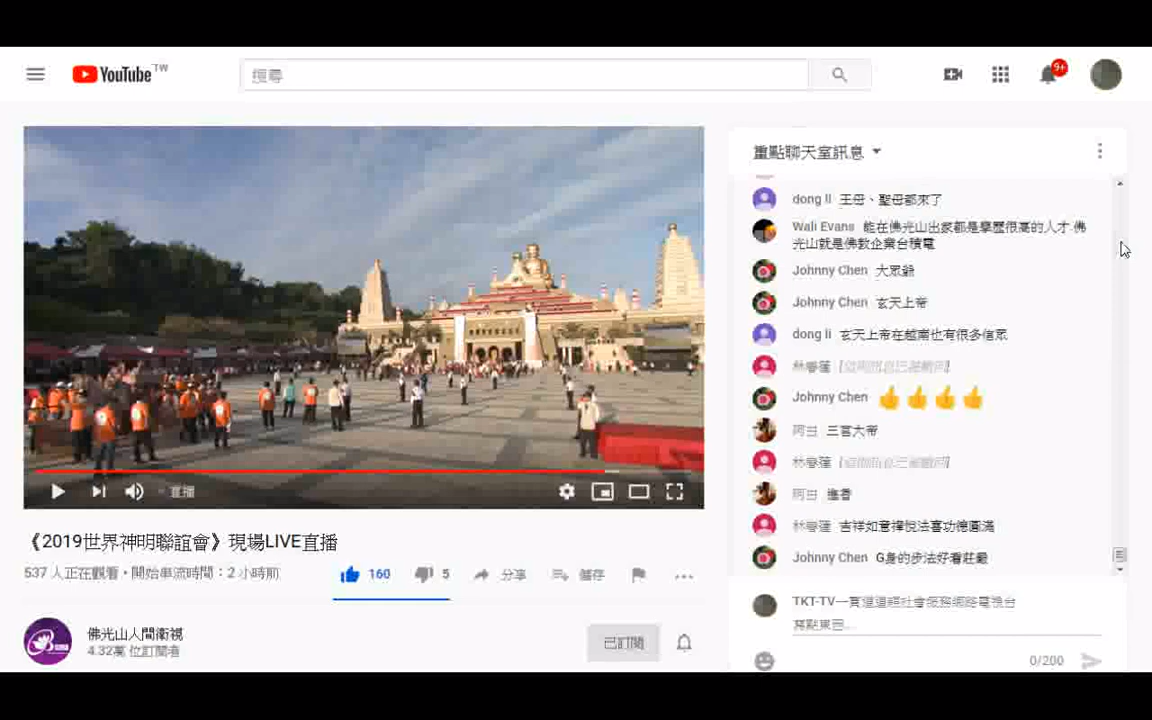 YouTube TW
搜尋
9+
直播
《2019世界神明聯誼會》現場LIVE直播
537 人正在觀看 • 開始串流時間：2 小時前
160
5
分享
儲存
佛光山人間衛視
4.32萬 位訂閱者
已訂閱
重點聊天室訊息
dong li 王母、聖母都來了
Wali Evans 能在佛光山出家都是學歷很高的人才.佛
光山就是佛教企業台積電
Johnny Chen 大眾爺
Johnny Chen 玄天上帝
dong li 玄天上帝在越南也有很多信眾
林春蓮
Johnny Chen 👍👍👍👍
阿田 三官大帝
林春蓮
阿田 進香
林春蓮 吉祥如意禪悅法喜功德圓滿
Johnny Chen G身的步法好看莊嚴
TKT-TV一貫道道招社會服務網路電視台
寫點東西...
0/200